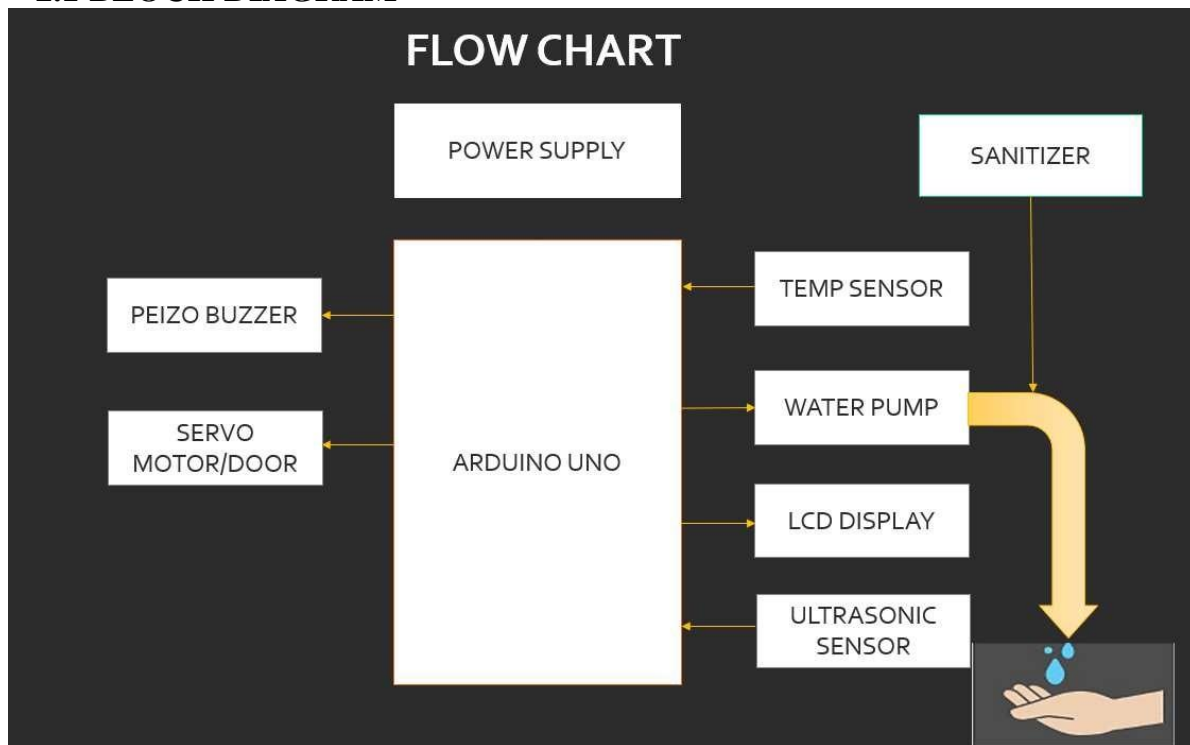 FLOW CHART
POWER SUPPLY
SANITIZER
TEMP SENSOR
PEIZO BUZZER
WATER PUMP
SERVO
MOTOR/DOOR
ARDUINO UNO
LCD DISPLAY
ULTRASONIC
SENSOR